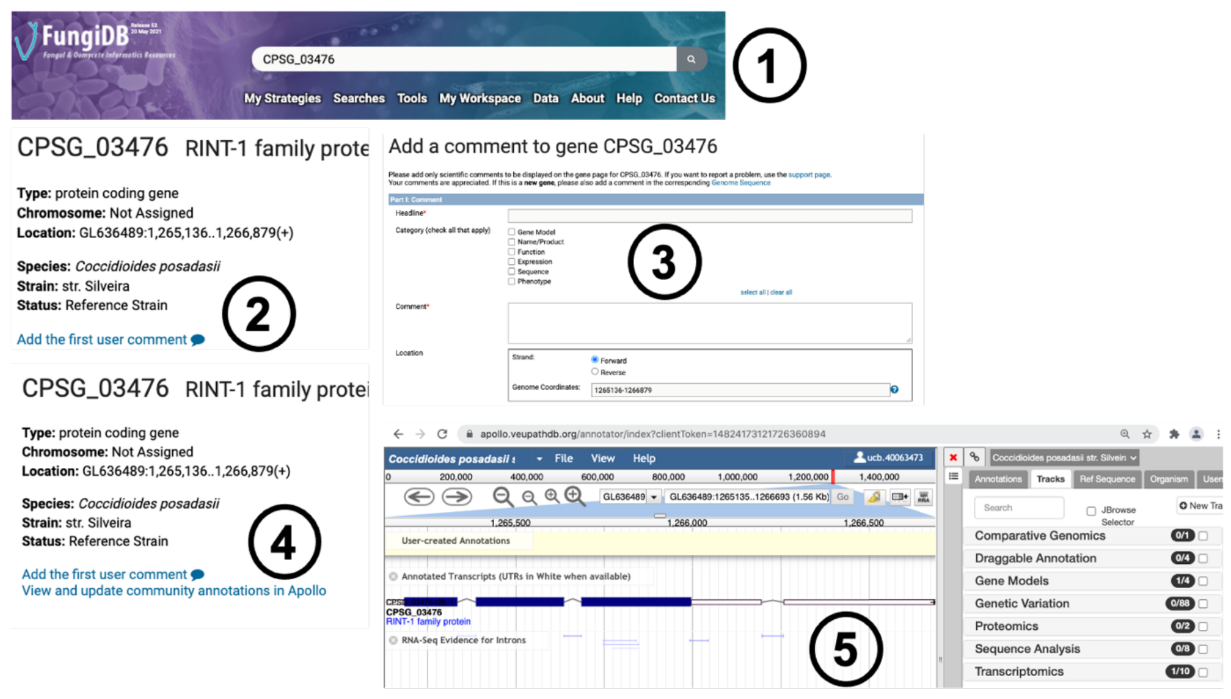 FungiDB
Release 53
20 May 2021
Fungal & Oomycete Informatics Resources
CPSG_03476
My Strategies Searches Tools My Workspace Data About Help Contact Us
1
CPSG_03476 RINT-1 family prote
Type: protein coding gene
Chromosome: Not Assigned
Location: GL636489:1,265,136..1,266,879(+)
Species: Coccidioides posadasii
Strain: str. Silveira
Status: Reference Strain
Add the first user comment
2
Add a comment to gene CPSG_03476
Please add only scientific comments to be displayed on the gene page for CPSG_03476. If you want to report a problem, use the support page.
Your comments are appreciated. If this is a new gene, please also add a comment in the corresponding Genome Sequence
Part I: Comment
Headline*
Category (check all that apply)
Gene Model
Name/Product
Function
Expression
Sequence
Phenotype
select all | clear all
Comment*
Location
Strand:
Forward
Reverse
Genome Coordinates:
1265136-1266879
3
CPSG_03476 RINT-1 family protei
Type: protein coding gene
Chromosome: Not Assigned
Location: GL636489:1,265,136..1,266,879(+)
Species: Coccidioides posadasii
Strain: str. Silveira
Status: Reference Strain
Add the first user comment
View and update community annotations in Apollo
4
apollo.veupathdb.org/annotator/index?clientToken=14824173121726360894
Coccidioides posadasii s File View Help ucb.40063473
0 200,000 400,000 600,000 800,000 1,000,000 1,200,000 1,400,000
GL636489 GL636489:1265135..1266693 (1.56 Kb) Go
1,265,500 1,266,000 1,266,500
User-created Annotations
Annotated Transcripts (UTRs in White when available)
CPSG_03476
RINT-1 family protein
RNA-Seq Evidence for Introns
5
Coccidioides posadasii str. Silveir
Annotations Tracks Ref Sequence Organism User
Search
JBrowse
Selector
New Tra
Comparative Genomics 0/1
Draggable Annotation 0/4
Gene Models 1/4
Genetic Variation 0/88
Proteomics 0/2
Sequence Analysis 0/8
Transcriptomics 1/10